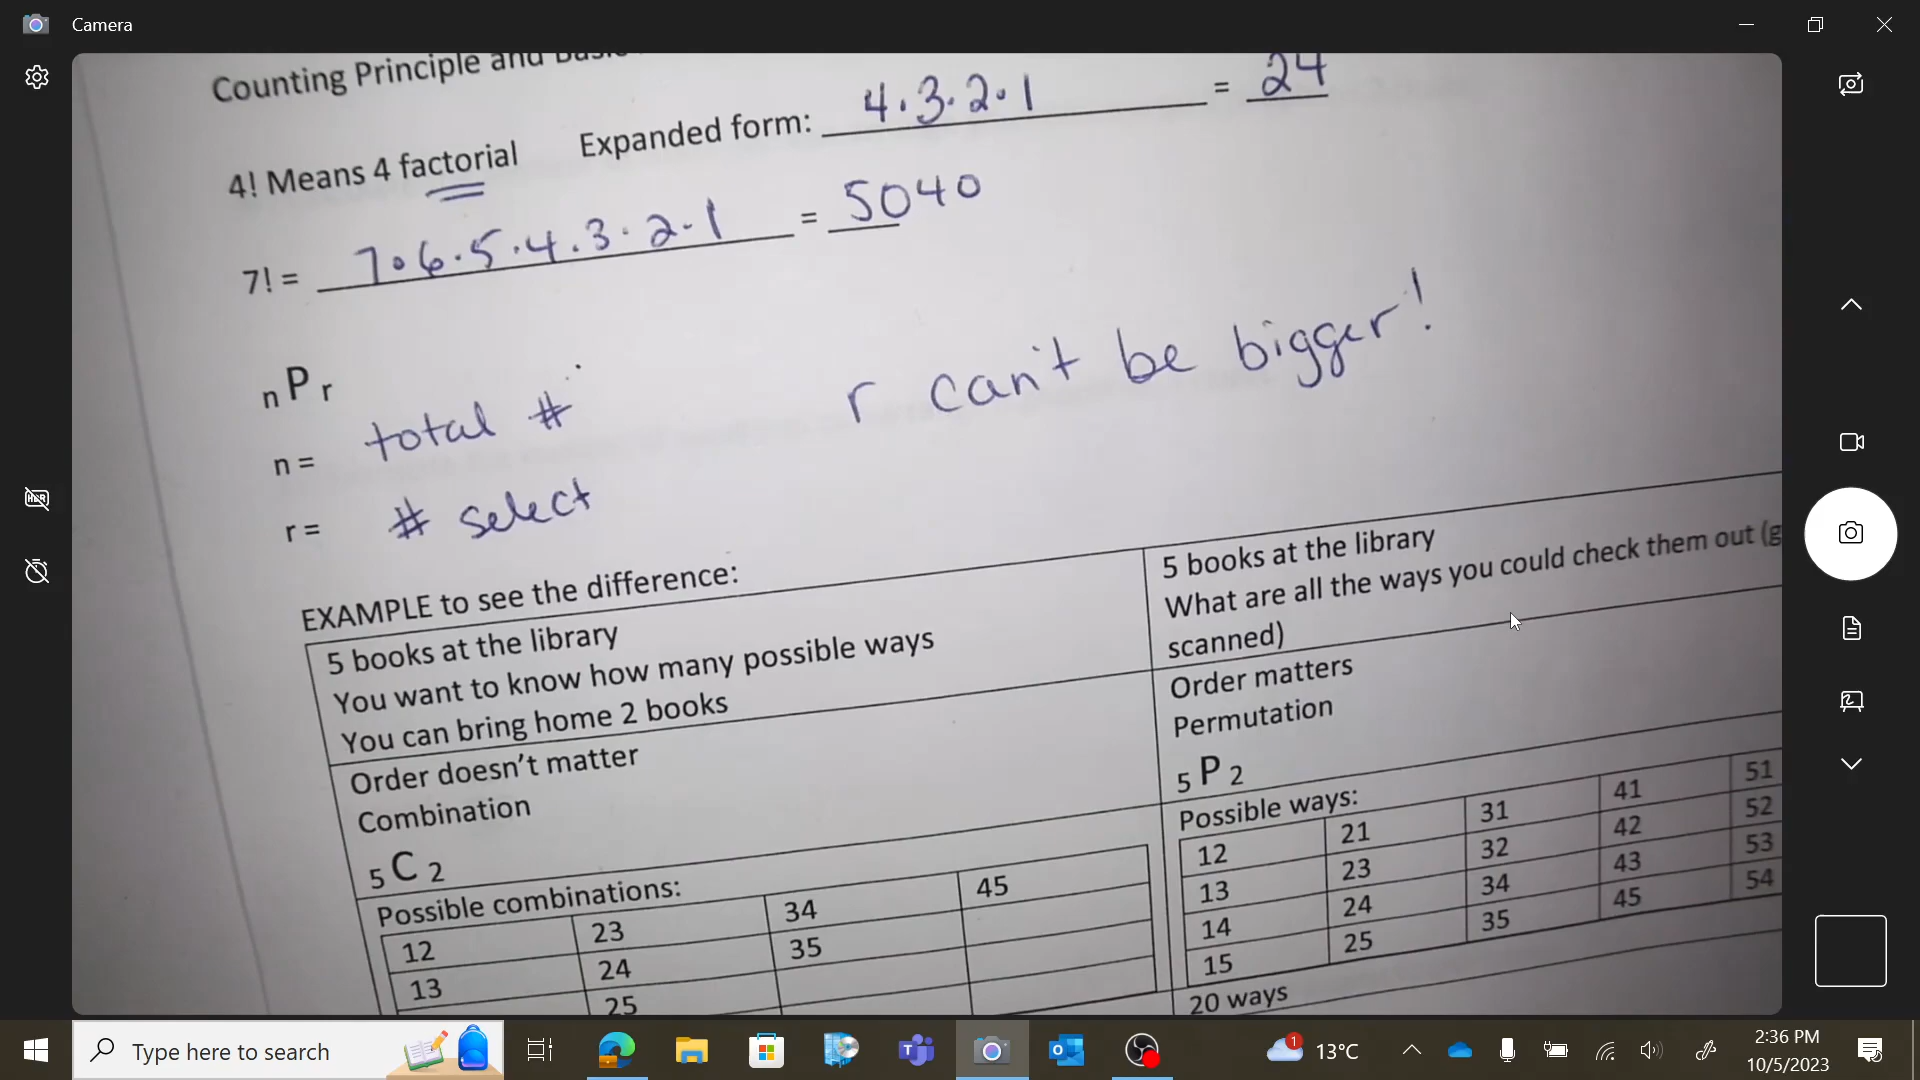 Camera
Counting Principle and
4! Means 4 factorial Expanded form: 4.3.2.1 = 24
7! = 7.6.5.4.3.2.1 = 5040
n P r
n = total # r can't be bigger!
r = # select
EXAMPLE to see the difference:
5 books at the library
You want to know how many possible ways
You can bring home 2 books
Order doesn't matter
Combination
5 C 2
Possible combinations:
12 23 34 45
13 24 35
25
5 books at the library
What are all the ways you could check them out (g
scanned)
Order matters
Permutation
5 P 2
Possible ways:
12 21 31 41 51
13 23 32 42 52
14 24 34 43 53
15 25 35 45 54
20 ways
Type here to search
1
13°C
2:36 PM
10/5/2023